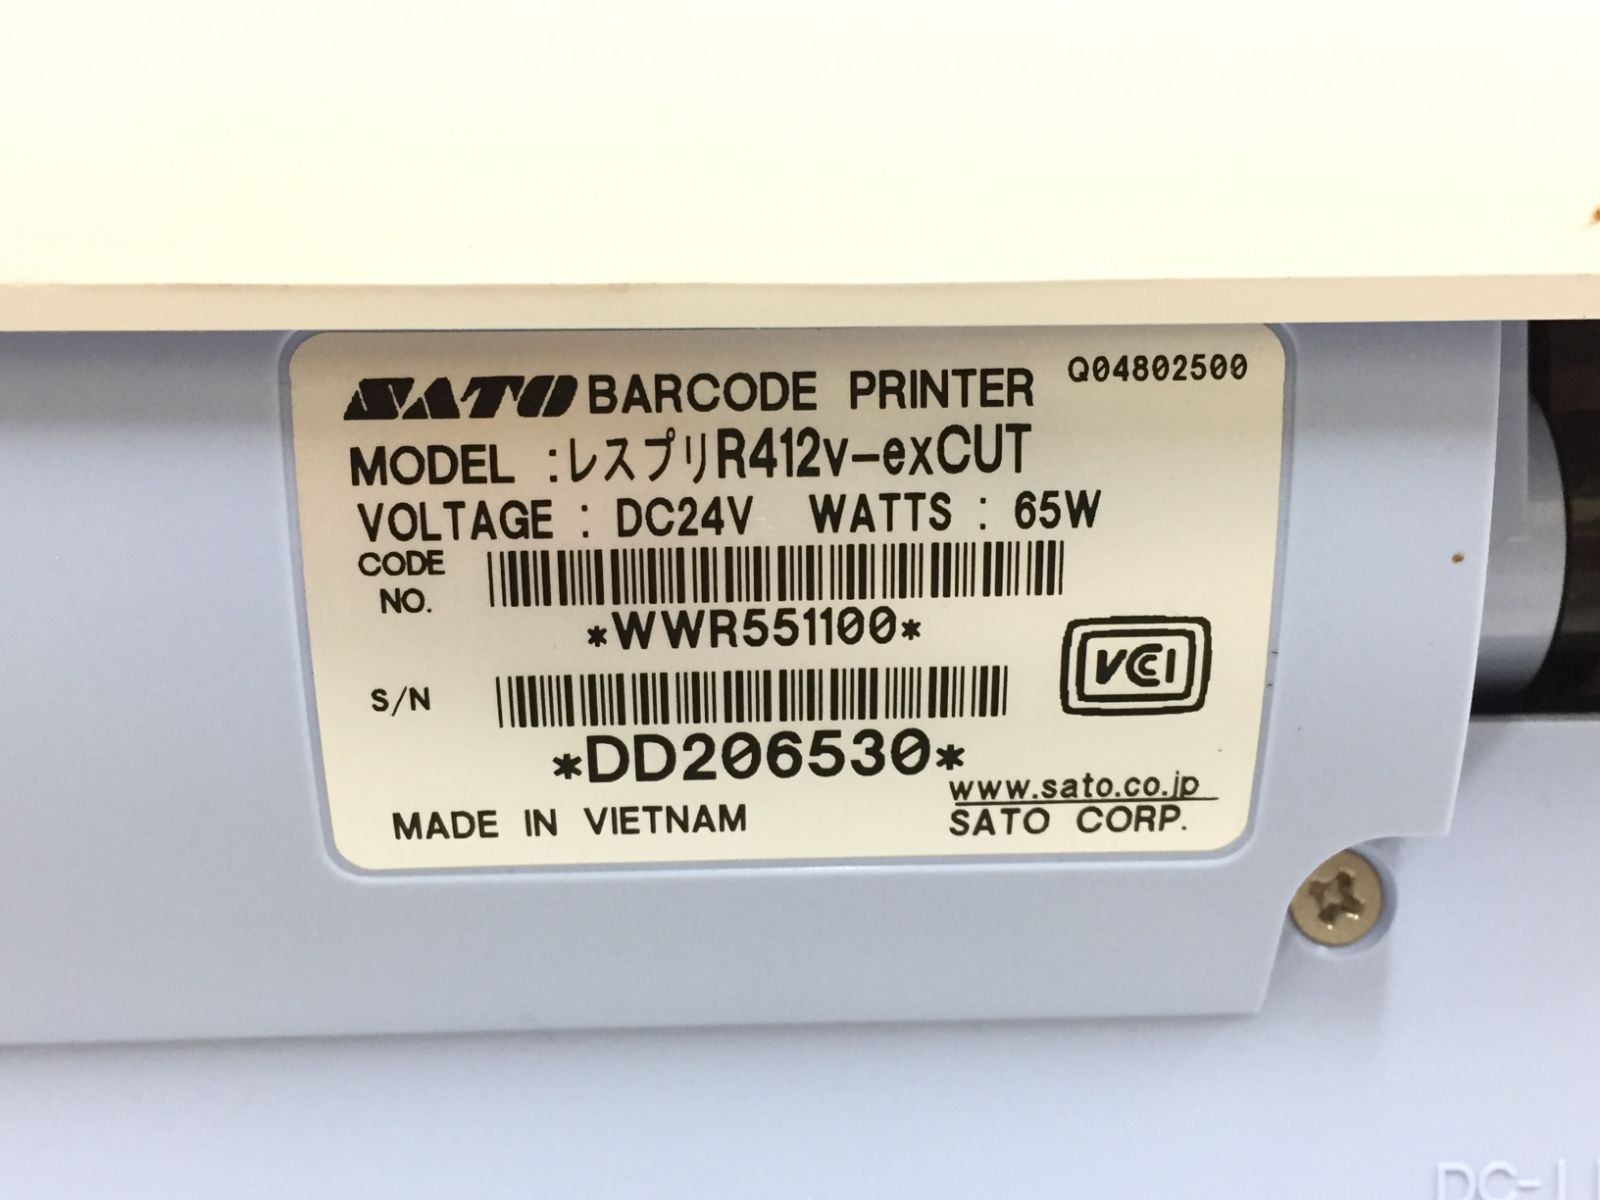 SATO BARCODE PRINTER Q04802500
MODEL :レスプリR412v-exCUT
VOLTAGE : DC24V WATTS : 65W
CODE NO.
*WWR551100*
VCCI
S/N
*DD206530*
www.sato.co.jp
MADE IN VIETNAM SATO CORP.